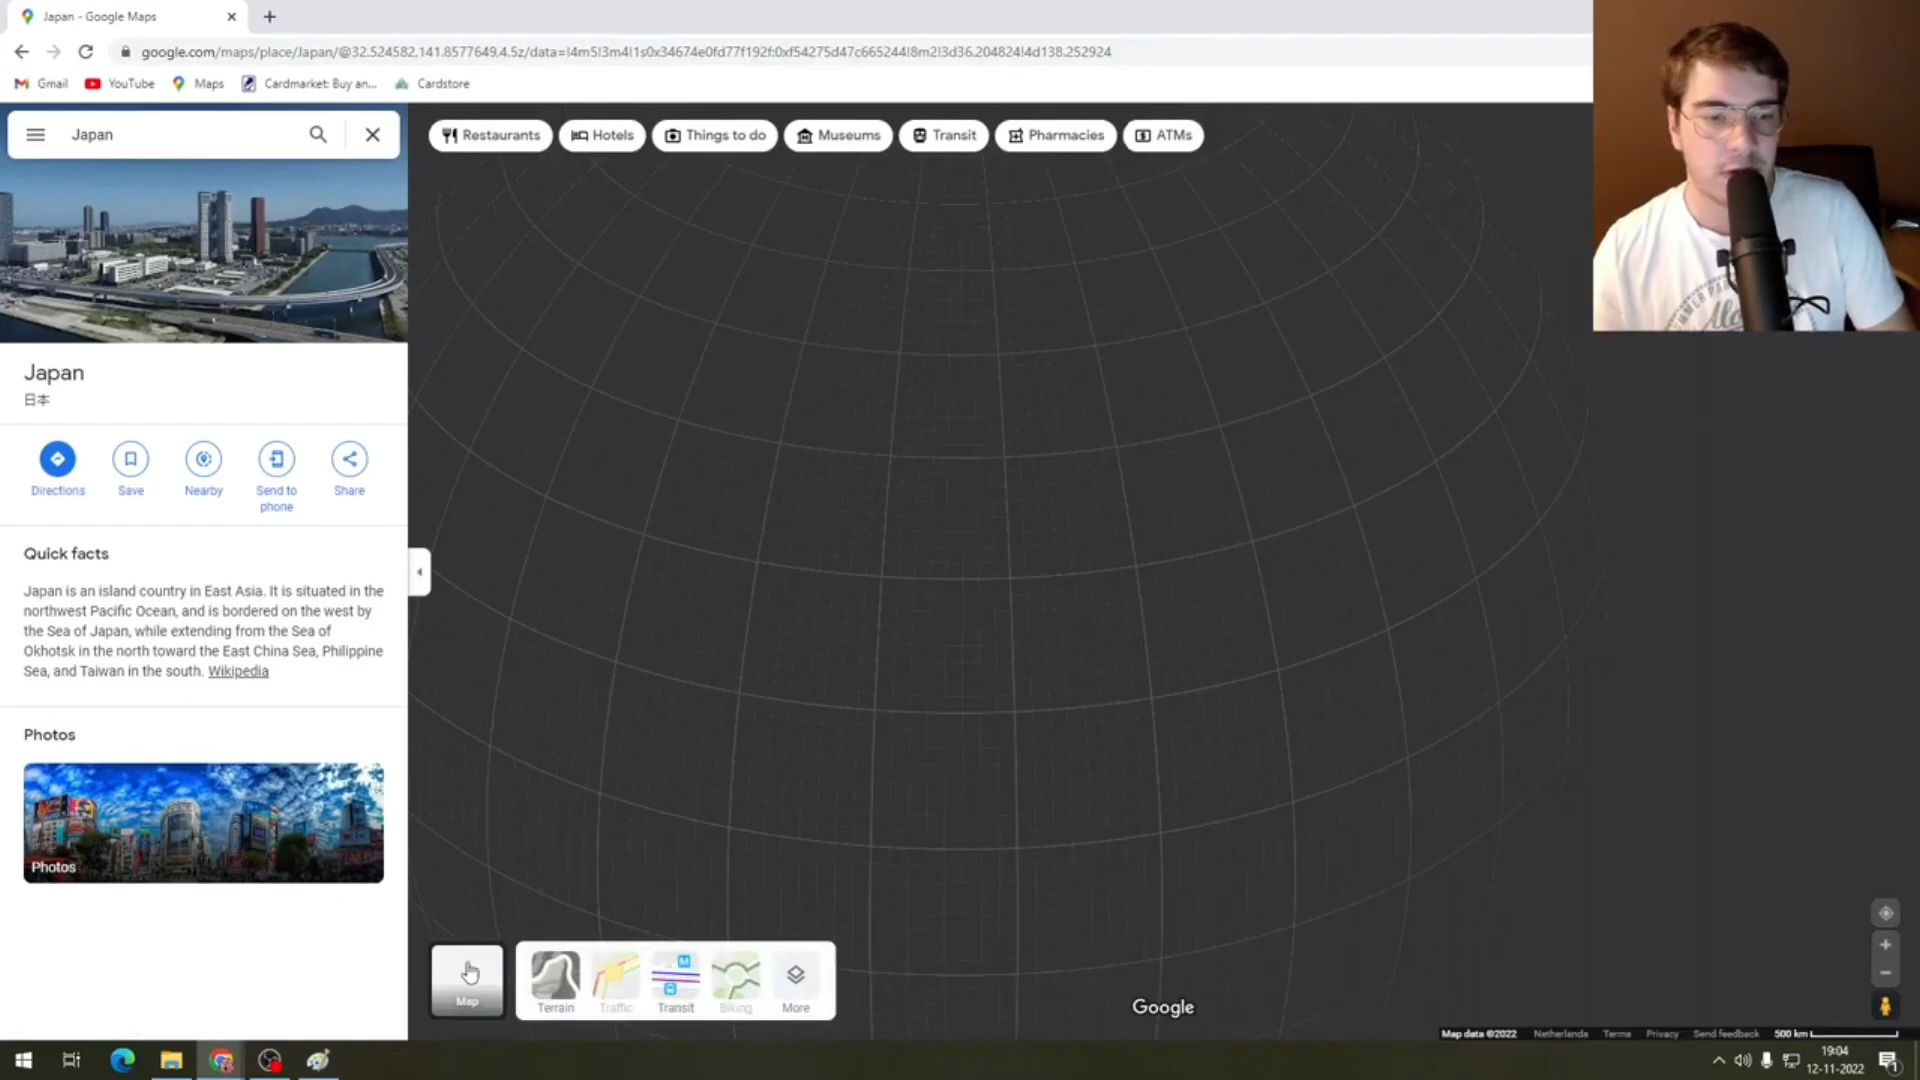 Japan - Google Maps
google.com/maps/place/Japan/@32.524582,141.8577649,4.5z/data=!4m5!3m4!1s0x34674e0fd77f192f:0xf54275d47c665244!8m2!3d36.204824!4d138.252924
Gmail YouTube Maps Cardmarket: Buy an... Cardstore
Japan
Restaurants Hotels Things to do Museums Transit Pharmacies ATMs
Japan
日本
Directions Save Nearby Send to phone Share
Quick facts
Japan is an island country in East Asia. It is situated in the
northwest Pacific Ocean, and is bordered on the west by
the Sea of Japan, while extending from the Sea of
Okhotsk in the north toward the East China Sea, Philippine
Sea, and Taiwan in the south. Wikipedia
Photos
Photos
Map Terrain Traffic Transit Biking More
Google
Map data ©2022 Netherlands Terms Privacy Send feedback 500 km
19:04
12-11-2022